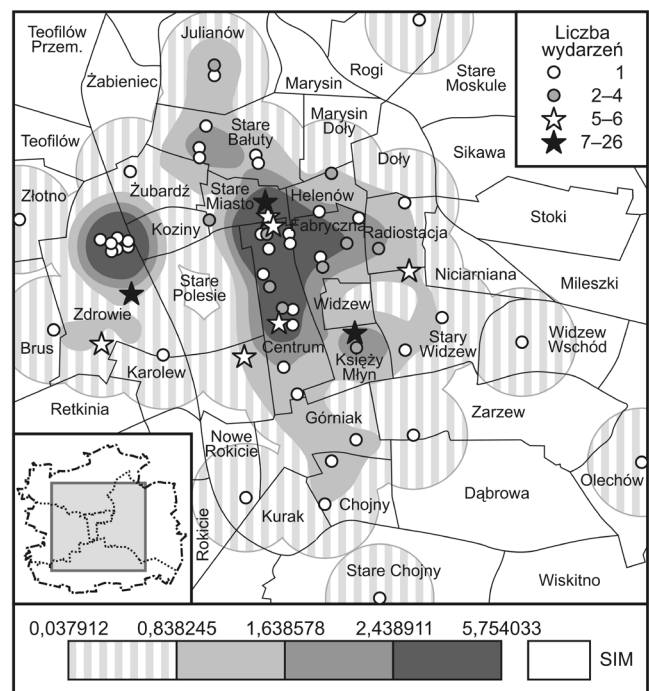 Teofilów
Przem.
Julianów
Żabieniec
Rogi
Marysin
Stare
Moskule
Liczba
wydarzeń
1
2–4
5–6
7–26
Teofilów
Stare
Bałuty
Marysin
Doły
Doły
Sikawa
Złotno
Żubardź
Stare
Miasto
Helenów
Koziny
Fabryczna
Radiostacja
Stoki
Stare
Polesie
Niciarniana
Mileszki
Zdrowie
Widzew
Brus
Karolew
Centrum
Księży
Młyn
Stary
Widzew
Widzew
Wschód
Retkinia
Górniak
Zarzew
Nowe
Rokicie
Olechów
Dąbrowa
Rokicie
Kurak
Chojny
Stare Chojny
Wiskitno
0,037912 0,838245 1,638578 2,438911 5,754033
SIM